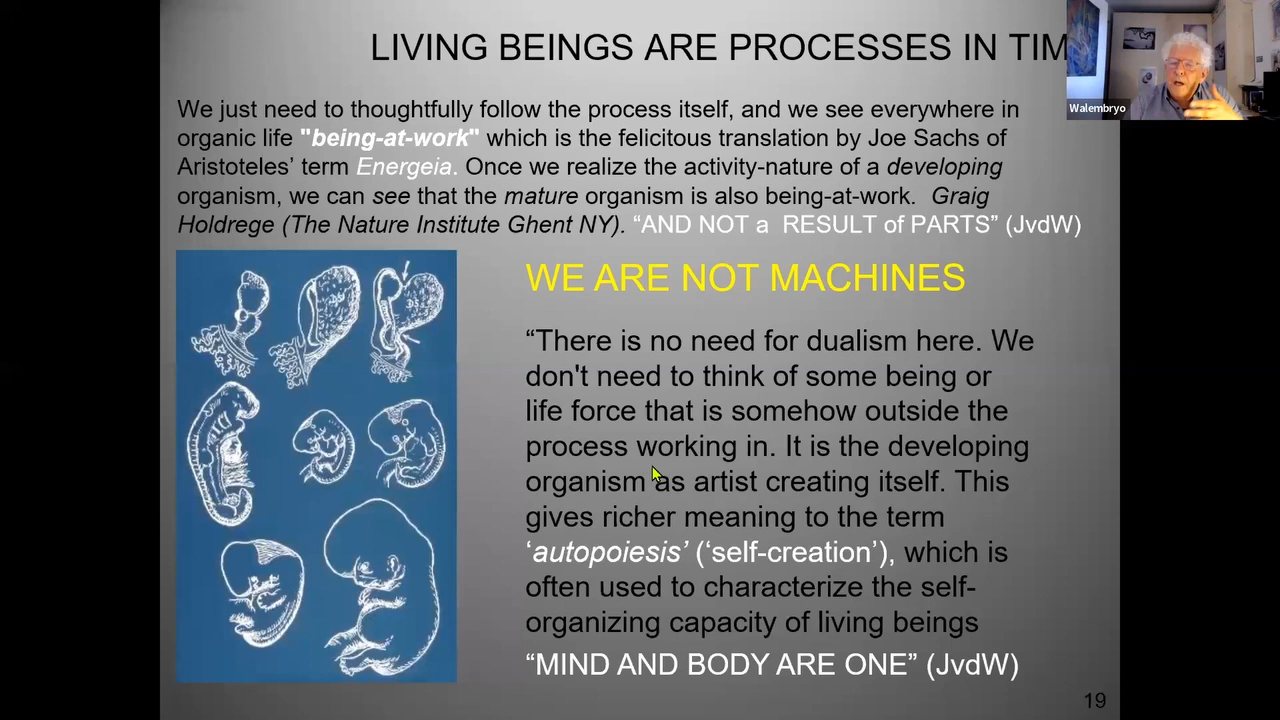 LIVING BEINGS ARE PROCESSES IN TIM
Walembryo
We just need to thoughtfully follow the process itself, and we see everywhere in
organic life "being-at-work" which is the felicitous translation by Joe Sachs of
Aristoteles’ term Energeia. Once we realize the activity-nature of a developing
organism, we can see that the mature organism is also being-at-work. Graig
Holdrege (The Nature Institute Ghent NY). “AND NOT a RESULT of PARTS” (JvdW)
WE ARE NOT MACHINES
“There is no need for dualism here. We
don't need to think of some being or
life force that is somehow outside the
process working in. It is the developing
organism as artist creating itself. This
gives richer meaning to the term
‘autopoiesis’ (‘self-creation’), which is
often used to characterize the self-
organizing capacity of living beings
“MIND AND BODY ARE ONE” (JvdW)
19